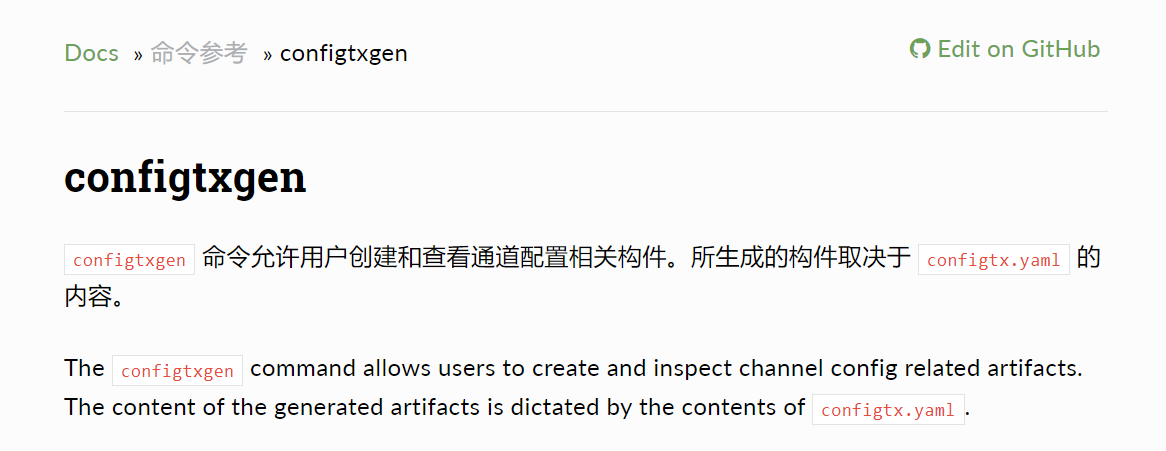 Docs » 命令参考 » configtxgen
Edit on GitHub
configtxgen
configtxgen 命令允许用户创建和查看通道配置相关构件。所生成的构件取决于 configtx.yaml 的
内容。
The configtxgen command allows users to create and inspect channel config related artifacts.
The content of the generated artifacts is dictated by the contents of configtx.yaml.